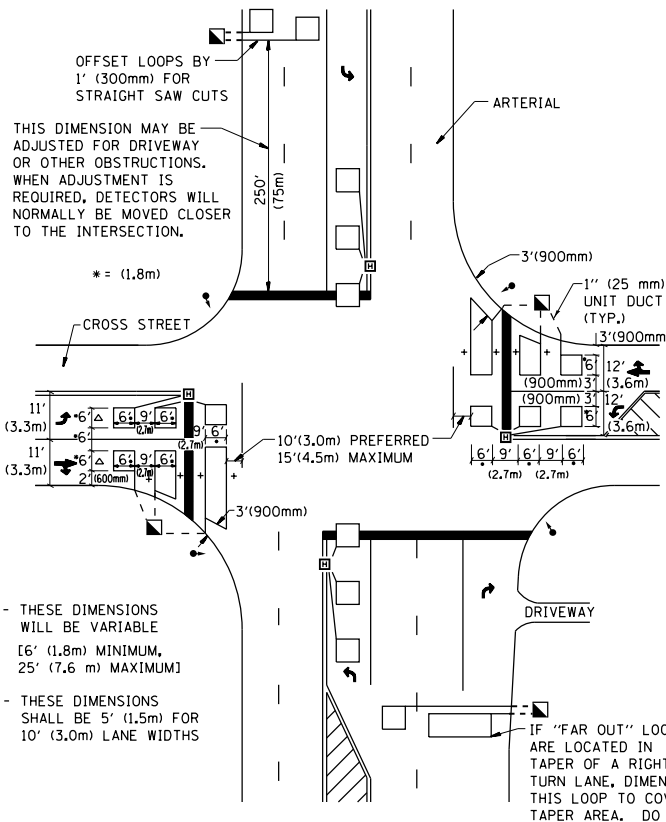 OFFSET LOOPS BY
1' (300mm) FOR
STRAIGHT SAW CUTS
ARTERIAL
THIS DIMENSION MAY BE
ADJUSTED FOR DRIVEWAY
OR OTHER OBSTRUCTIONS.
WHEN ADJUSTMENT IS
REQUIRED, DETECTORS WILL
NORMALLY BE MOVED CLOSER
TO THE INTERSECTION.
250'
(75m)
* = (1.8m)
H
3'(900mm)
1'' (25 mm)
UNIT DUCT
(TYP.)
CROSS STREET
3'(900mm
6'
12'
(3.6m)
(900mm) 3'
(900mm) 3'
6'
12'
(3.6m)
H
6' 9' 6' 9' 6'
(2.7m) (2.7m)
H
11'
(3.3m)
*6'
6' 9' 6'
(2.7m)
9' 6'
(2.7m)
*6'
11'
(3.3m)
*6'
6' 9' 6'
(2.7m)
2' (600mm)
10'(3.0m) PREFERRED
15'(4.5m) MAXIMUM
3'(900mm)
H
- THESE DIMENSIONS
WILL BE VARIABLE
[6' (1.8m) MINIMUM,
25' (7.6 m) MAXIMUM]
- THESE DIMENSIONS
SHALL BE 5' (1.5m) FOR
10' (3.0m) LANE WIDTHS
DRIVEWAY
IF "FAR OUT" LOO
ARE LOCATED IN
TAPER OF A RIGHT
TURN LANE, DIMEN
THIS LOOP TO COV
TAPER AREA. DO